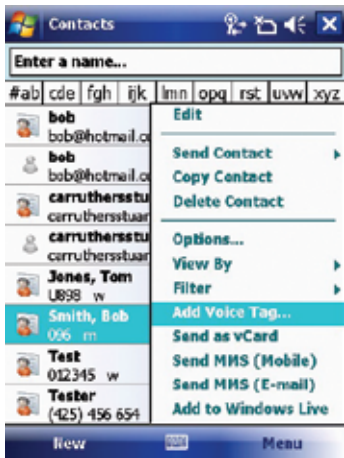 Contacts
Enter a name...
#ab cde fgh ijk lmn opq rst uvw xyz
bob
bob@hotmail.c
bob
bob@hotmail.c
carruthersstu
carruthersstuar
carruthersstu
carruthersstuar
Jones, Tom
U898 w
Smith, Bob
096 m
Test
012345 w
Tester
(425) 456 654
Edit
Send Contact
Copy Contact
Delete Contact
Options...
View By
Filter
Add Voice Tag...
Send as vCard
Send MMS (Mobile)
Send MMS (E-mail)
Add to Windows Live
New
Menu